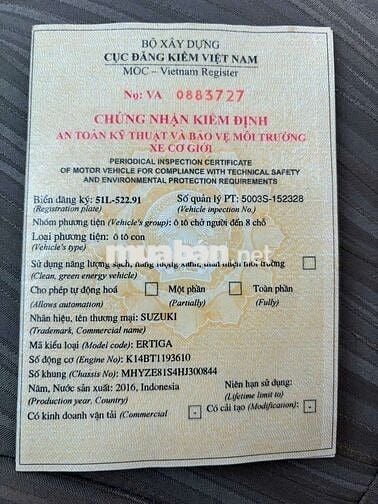 BỘ XÂY DỰNG
CỤC ĐĂNG KIỂM VIỆT NAM
MOC – Vietnam Register
No: VA 0883727
CHỨNG NHẬN KIỂM ĐỊNH
AN TOÀN KỸ THUẬT VÀ BẢO VỆ MÔI TRƯỜNG
XE CƠ GIỚI
PERIODICAL INSPECTION CERTIFICATE
OF MOTOR VEHICLE FOR COMPLIANCE WITH TECHNICAL SAFETY
AND ENVIRONMENTAL PROTECTION REQUIREMENTS
Biển đăng ký: 51L-522.91 Số quản lý PT: 5003S-152328
(Registration plate) (Vehicle inpection No.)
Nhóm phương tiện (Vehicle's group): ô tô chở người đến 8 chỗ
Loại phương tiện: ô tô con
(Vehicle's type)
muaban.net
Sử dụng năng lượng sạch, năng lượng xanh, thân thiện môi trường
(Clean, green energy vehicle)
Cho phép tự động hoá Một phần Toàn phần
(Allows automation) (Partially) (Fully)
Nhãn hiệu, tên thương mại: SUZUKI
(Trademark, Commercial name)
Mã kiểu loại (Model code): ERTIGA
Số động cơ (Engine No): K14BT1193610
Số khung (Chassis No): MHYZE81S4HJ300844
Năm, Nước sản xuất: 2016, Indonesia Niên hạn sử dụng:
(Production year, Country) (Lifetime limit to)
Có kinh doanh vận tải (Commercial - Có cải tạo (Modification): -